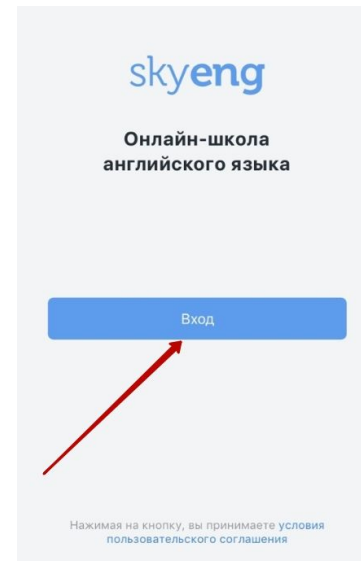 skyeng
Онлайн-школа
английского языка
Вход
Нажимая на кнопку, вы принимаете условия
пользовательского соглашения